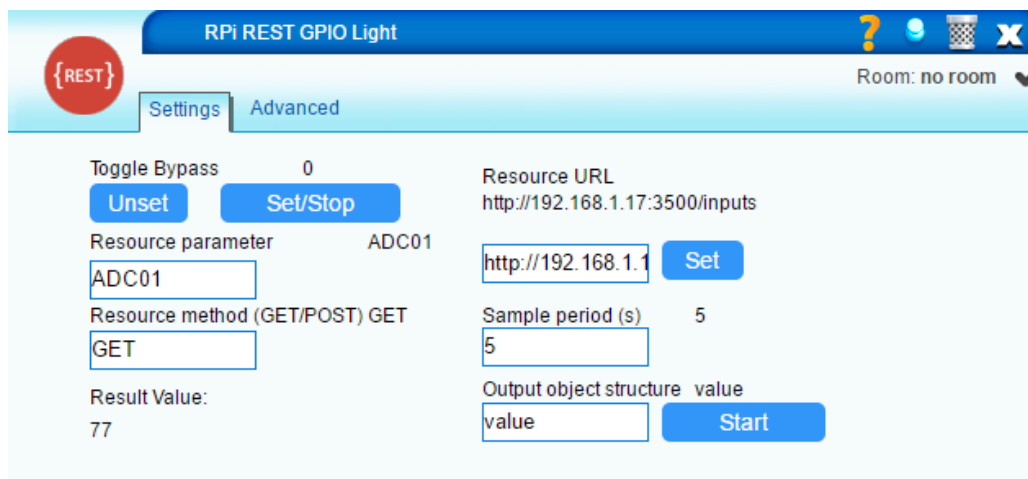 RPi REST GPIO Light
?
X
{REST}
Room: no room
Settings
Advanced
Toggle Bypass 0
Unset
Set/Stop
Resource URL
http://192.168.1.17:3500/inputs
Resource parameter ADC01
ADC01
http://192.168.1.1
Set
Resource method (GET/POST) GET
GET
Sample period (s) 5
5
Result Value:
77
Output object structure value
value
Start